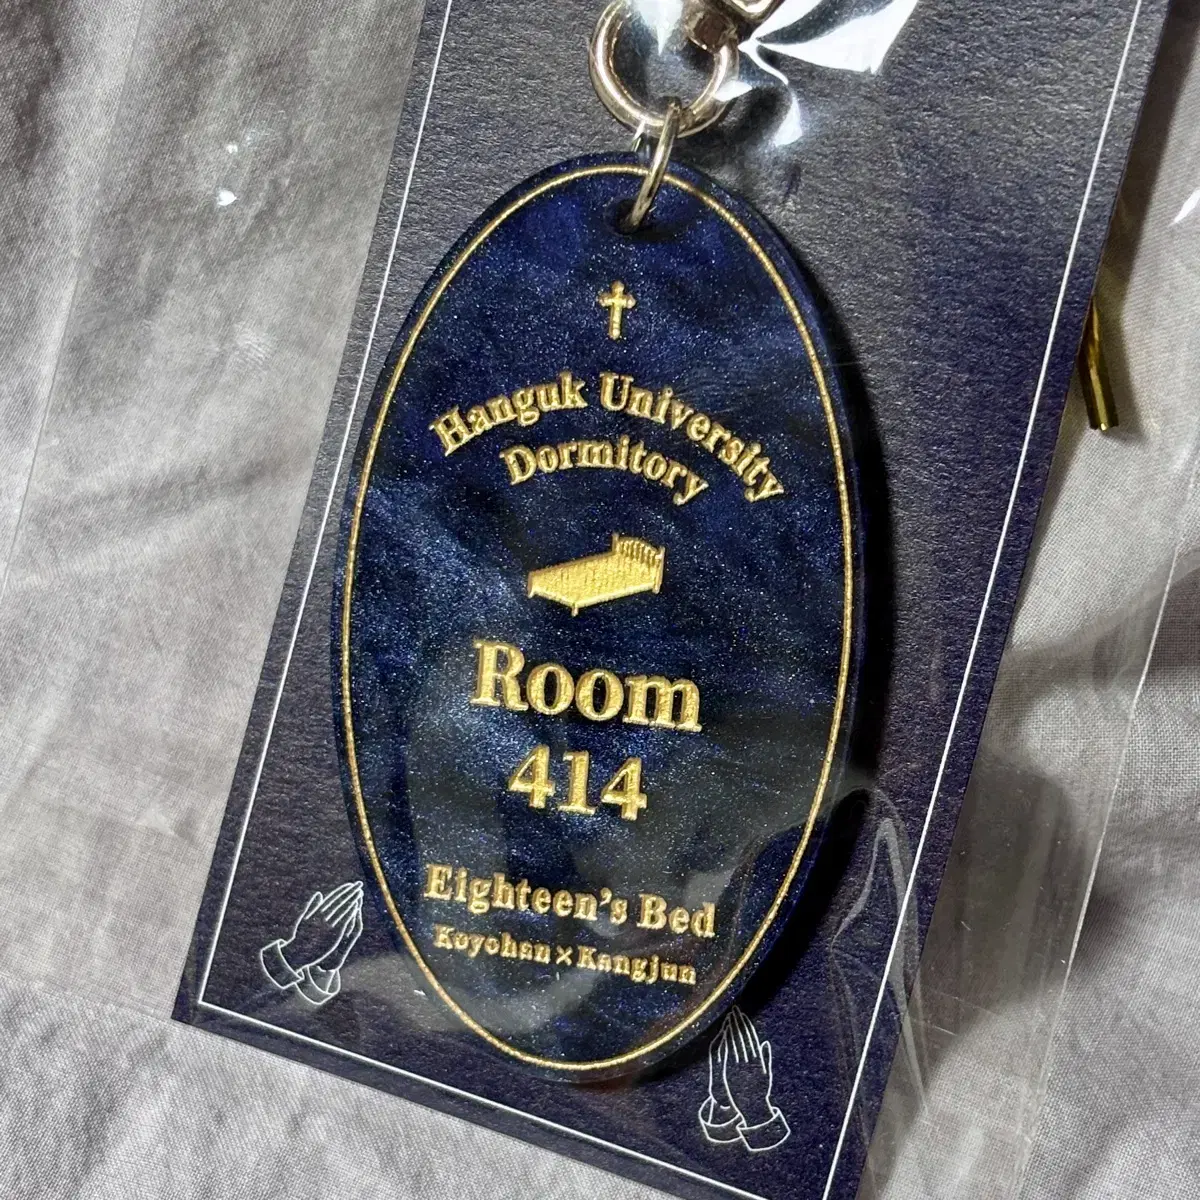 Hanguk University
Dormitory
Room
414
Eighteen's Bed
Koyohan×Kangjun